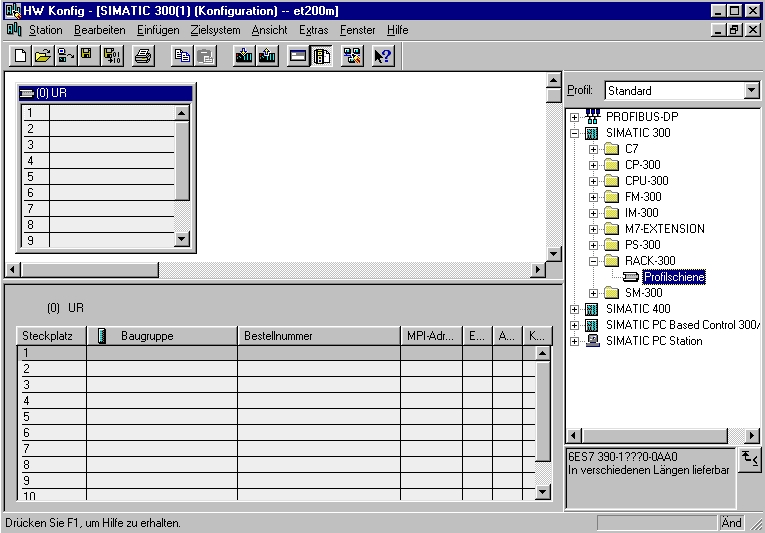 HW Konfig - [SIMATIC 300(1) (Konfiguration) -- et200m]
Station Bearbeiten Einfügen Zielsystem Ansicht Extras Fenster Hilfe
(0) UR
1
2
3
4
5
6
7
8
9
Profil: Standard
PROFIBUS-DP
SIMATIC 300
C7
CP-300
CPU-300
FM-300
IM-300
M7-EXTENSION
PS-300
RACK-300
Profilschiene
SM-300
SIMATIC 400
SIMATIC PC Based Control 300/
SIMATIC PC Station
(0) UR
Steckplatz Baugruppe Bestellnummer MPI-Adr... E... A... K...
1
2
3
4
5
6
7
8
9
10
6ES7 390-1???0-0AA0
In verschiedenen Längen lieferbar
Drücken Sie F1, um Hilfe zu erhalten. Änd